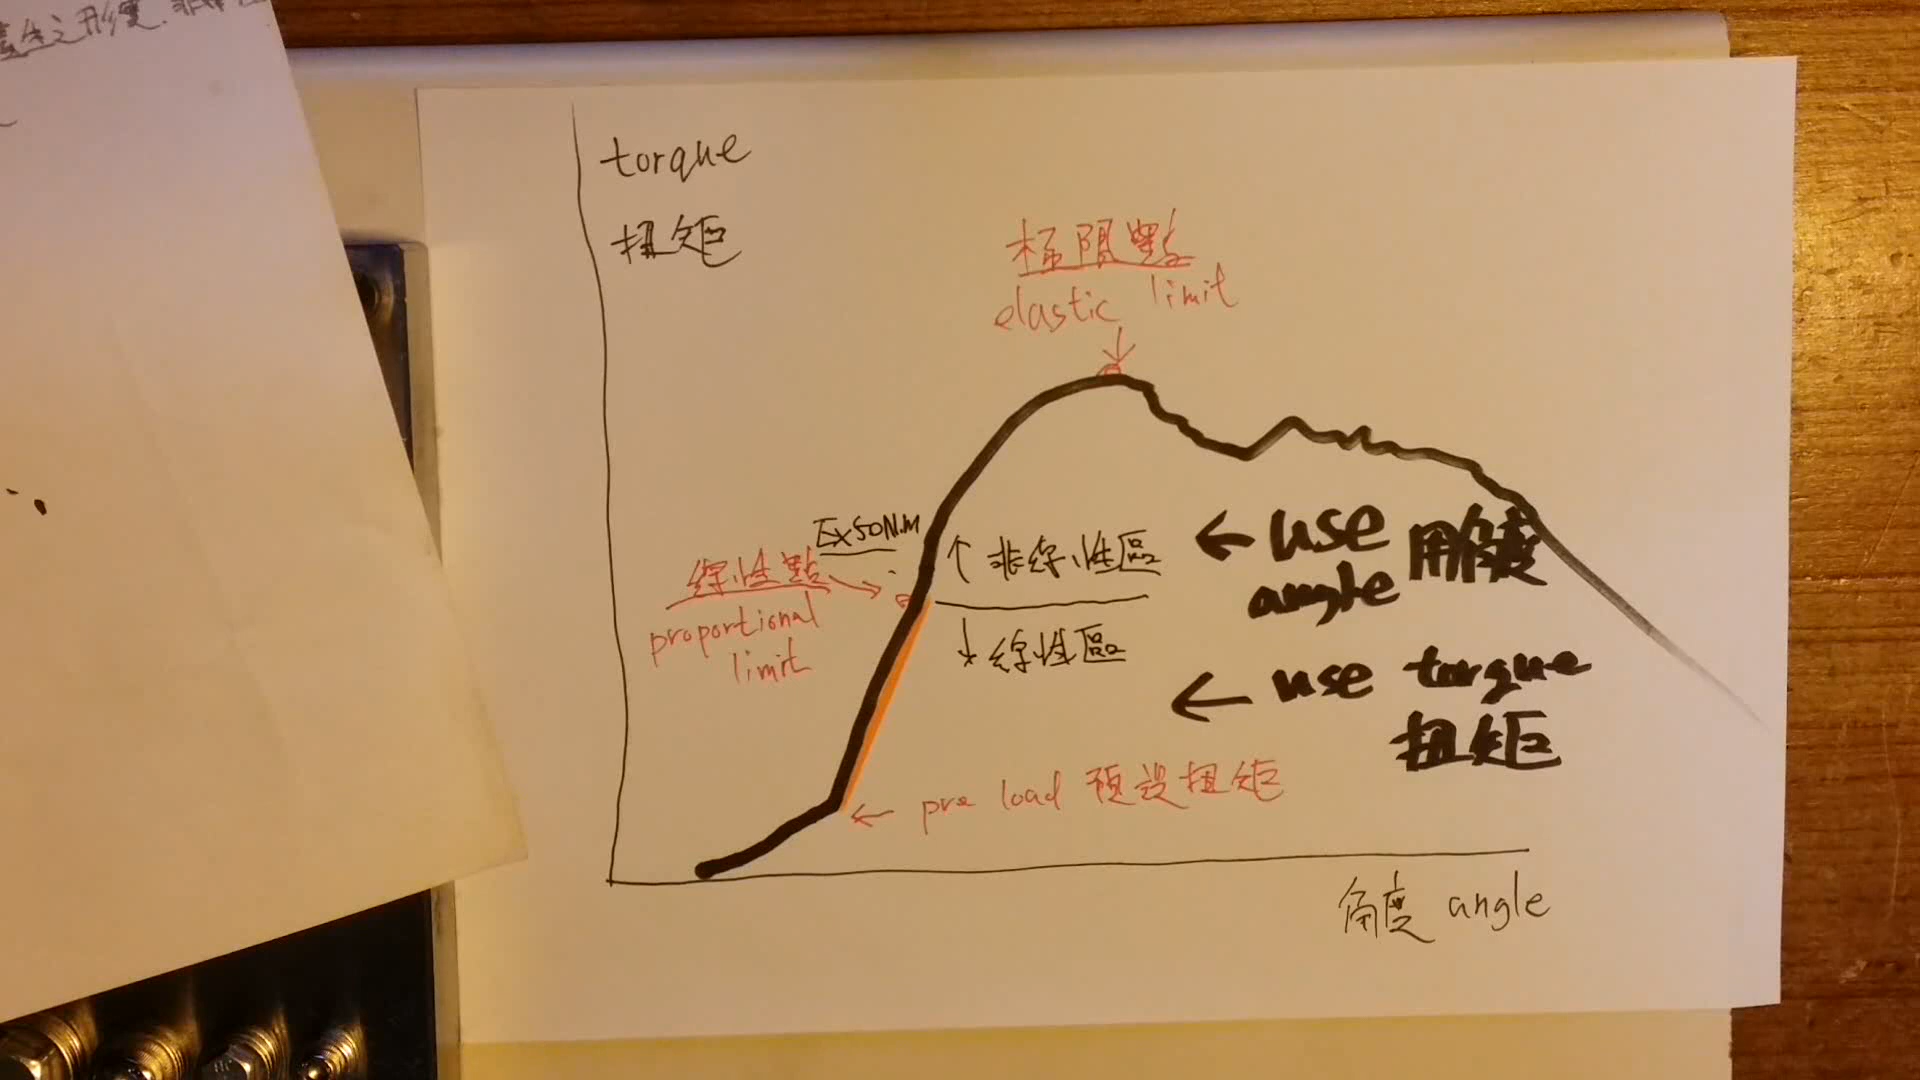 torque
扭矩
極限點
elastic limit
Ex 50N.M
線性點
proportional
limit
↑ 非線性區
↓ 線性區
← use 用角度
angle
← use torque
扭矩
← pre load 預設扭矩
角度 angle